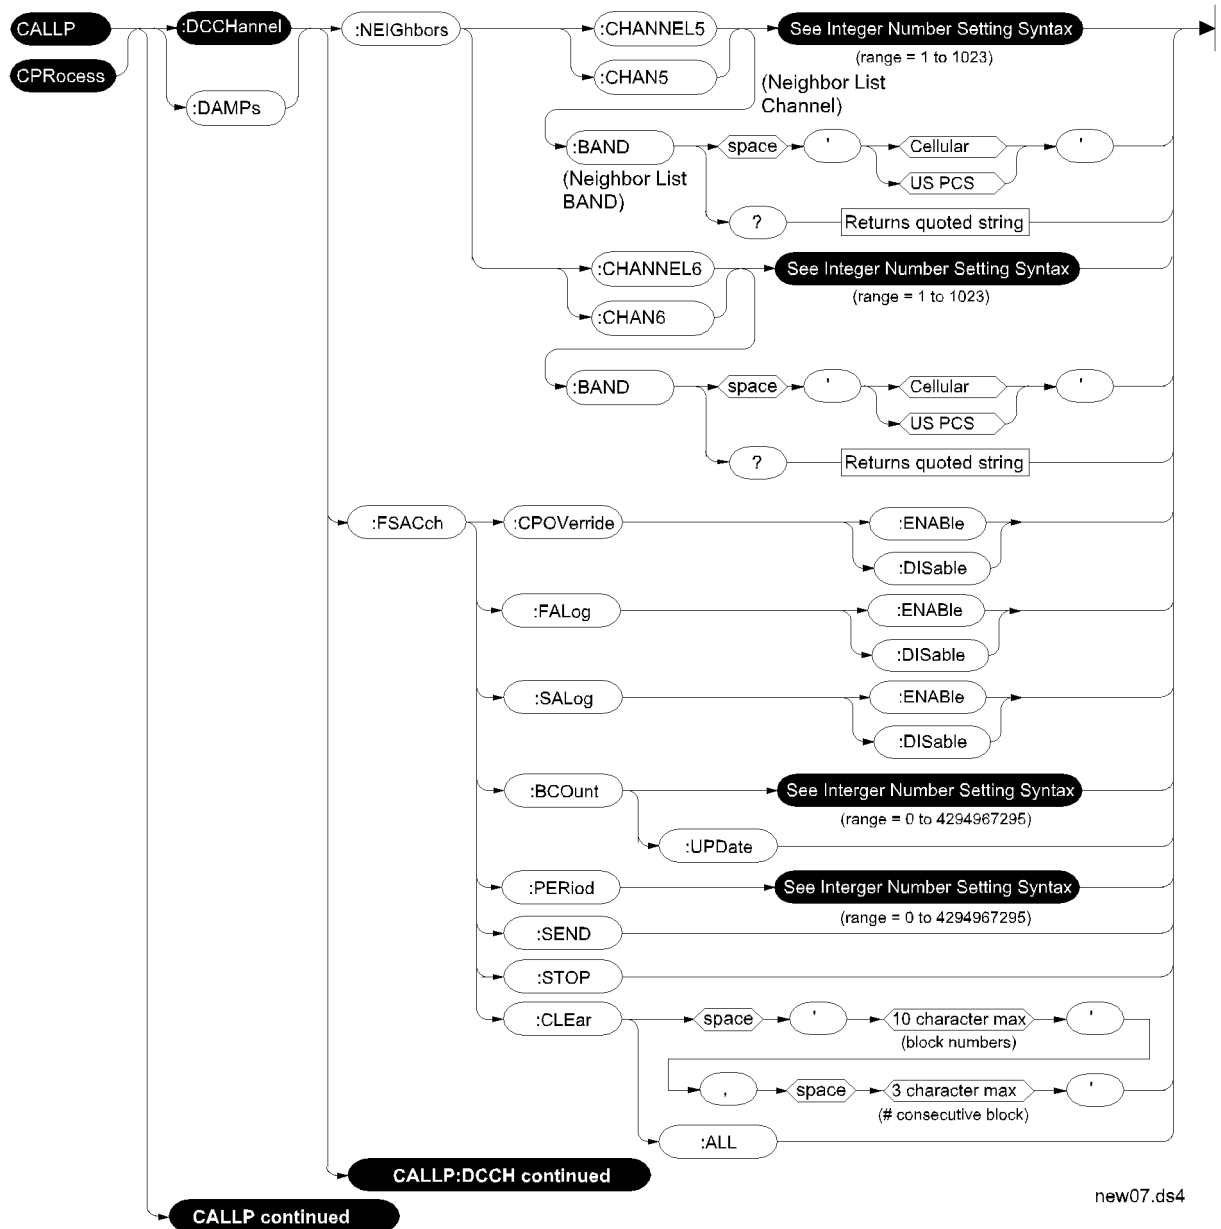 CALLP
:DCCHannel
:NEIGhbors
:CHANNEL5
See Integer Number Setting Syntax
(range = 1 to 1023)
CPRocess
:CHAN5
(Neighbor List
Channel)
:DAMPs
:BAND
space
'
Cellular
'
(Neighbor List
BAND)
US PCS
?
Returns quoted string
:CHANNEL6
See Integer Number Setting Syntax
(range = 1 to 1023)
:CHAN6
:BAND
space
'
Cellular
'
US PCS
?
Returns quoted string
:FSACch
:CPOVerride
:ENABle
:DISable
:FALog
:ENABle
:DISable
:SALog
:ENABle
:DISable
:BCOunt
See Interger Number Setting Syntax
(range = 0 to 4294967295)
:UPDate
:PERiod
See Interger Number Setting Syntax
(range = 0 to 4294967295)
:SEND
:STOP
:CLEar
space
'
10 character max
'
(block numbers)
,
space
3 character max
'
(# consecutive block)
:ALL
CALLP:DCCH continued
new07.ds4
CALLP continued